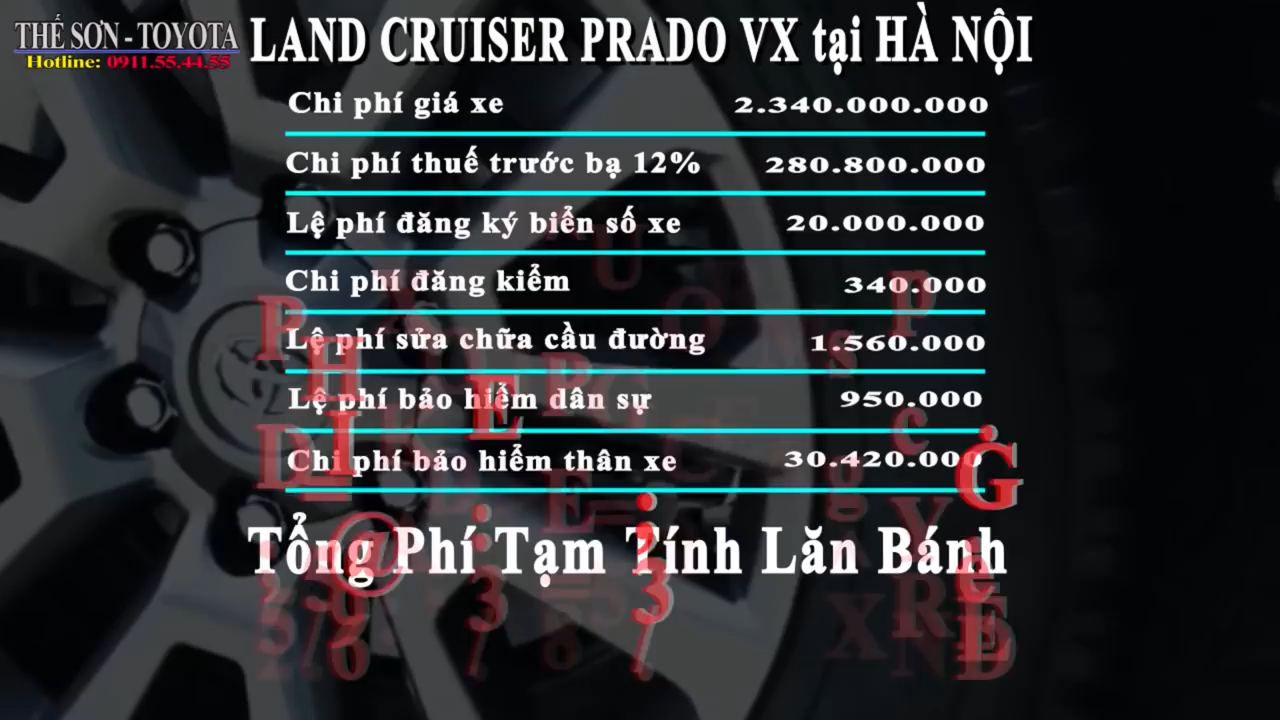 THẾ SƠN - TOYOTA
Hotline: 0911.55.44.55
LAND CRUISER PRADO VX tại HÀ NỘI
Chi phí giá xe 2.340.000.000
Chi phí thuế trước bạ 12% 280.800.000
Lệ phí đăng ký biển số xe 20.000.000
Chi phí đăng kiểm 340.000
Lệ phí sửa chữa cầu đường 1.560.000
Lệ phí bảo hiểm dân sự 950.000
Chi phí bảo hiểm thân xe 30.420.000
Tổng Phí Tạm Tính Lăn Bánh